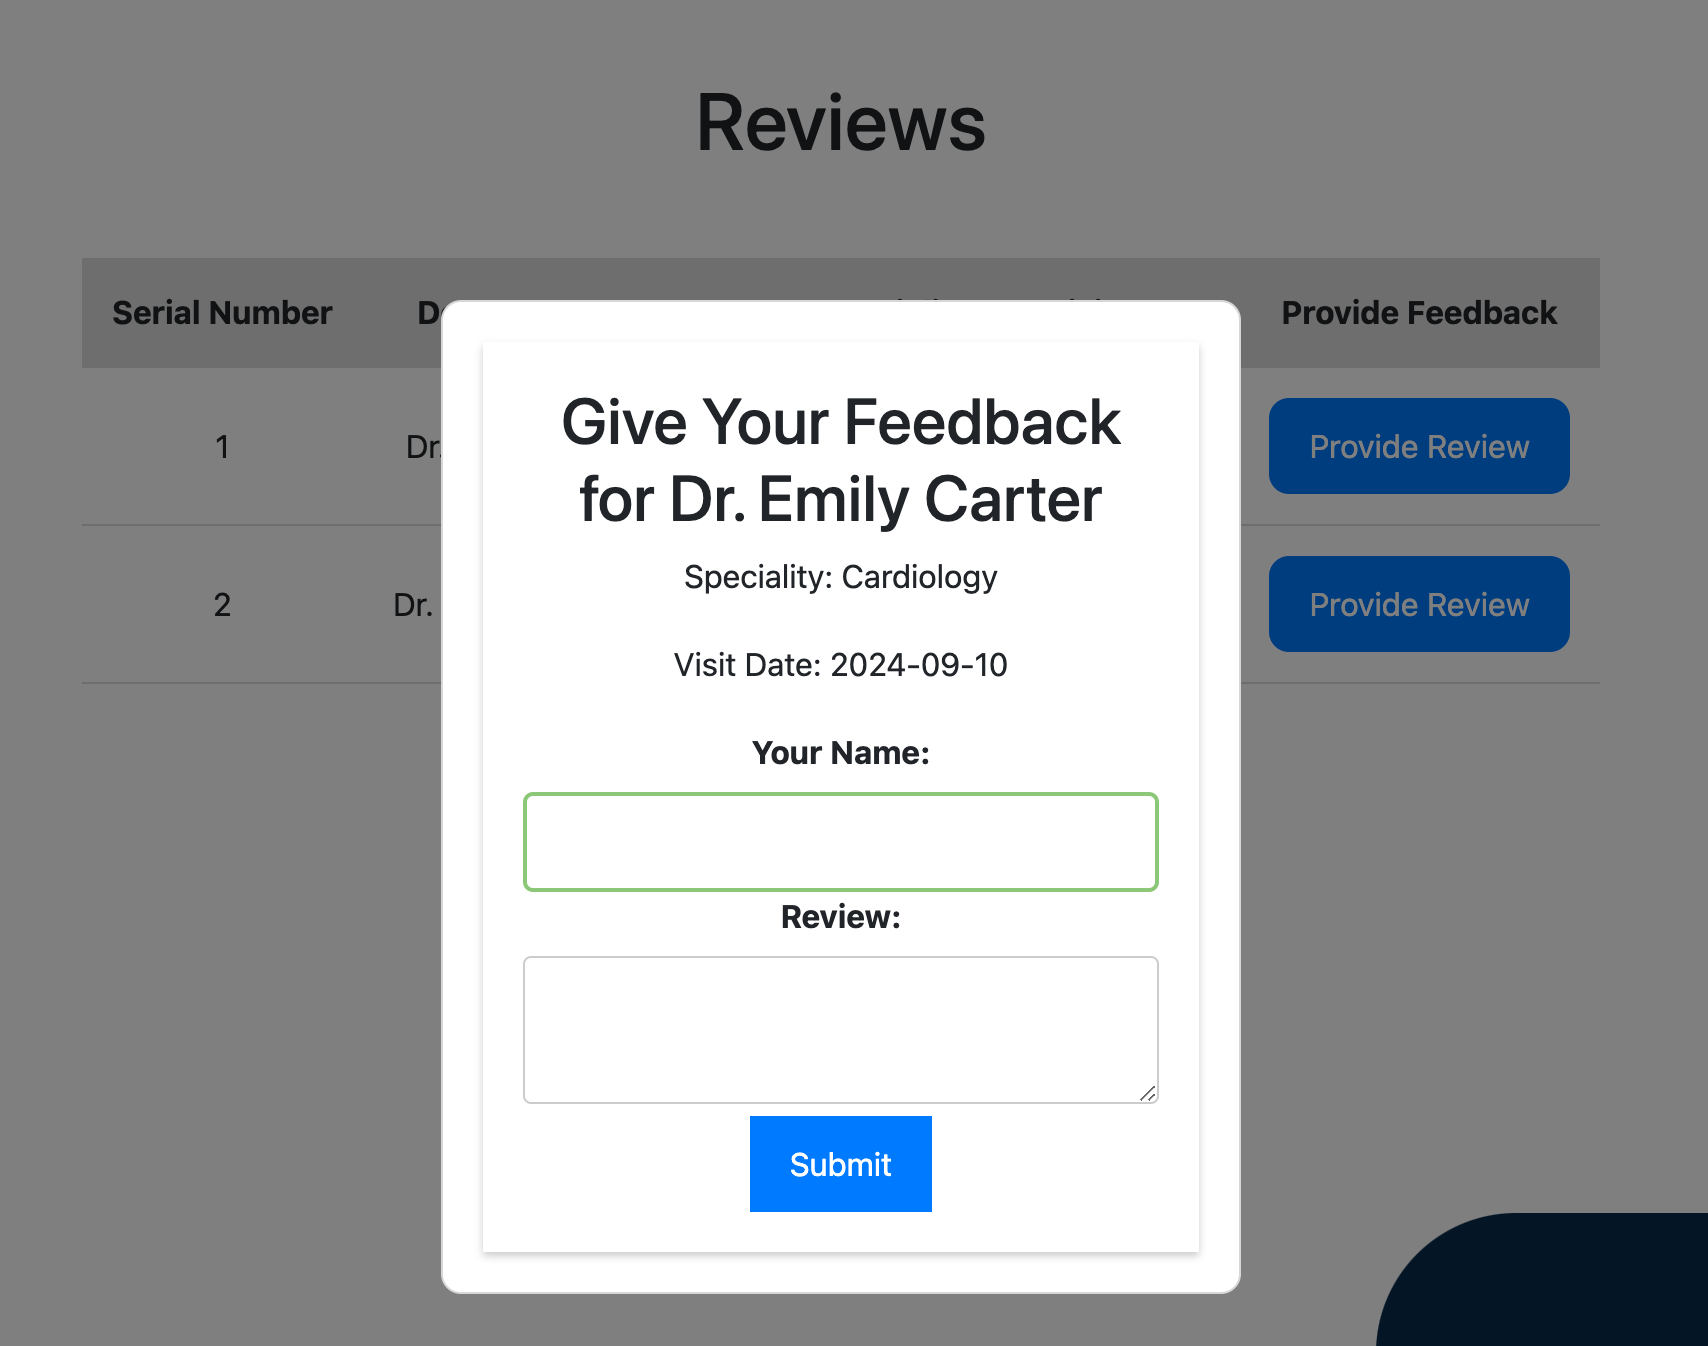 Reviews
Serial Number
Provide Feedback
Give Your Feedback
for Dr. Emily Carter
1
Dr.
Provide Review
Speciality: Cardiology
2
Dr.
Provide Review
Visit Date: 2024-09-10
Your Name:
Review:
Submit